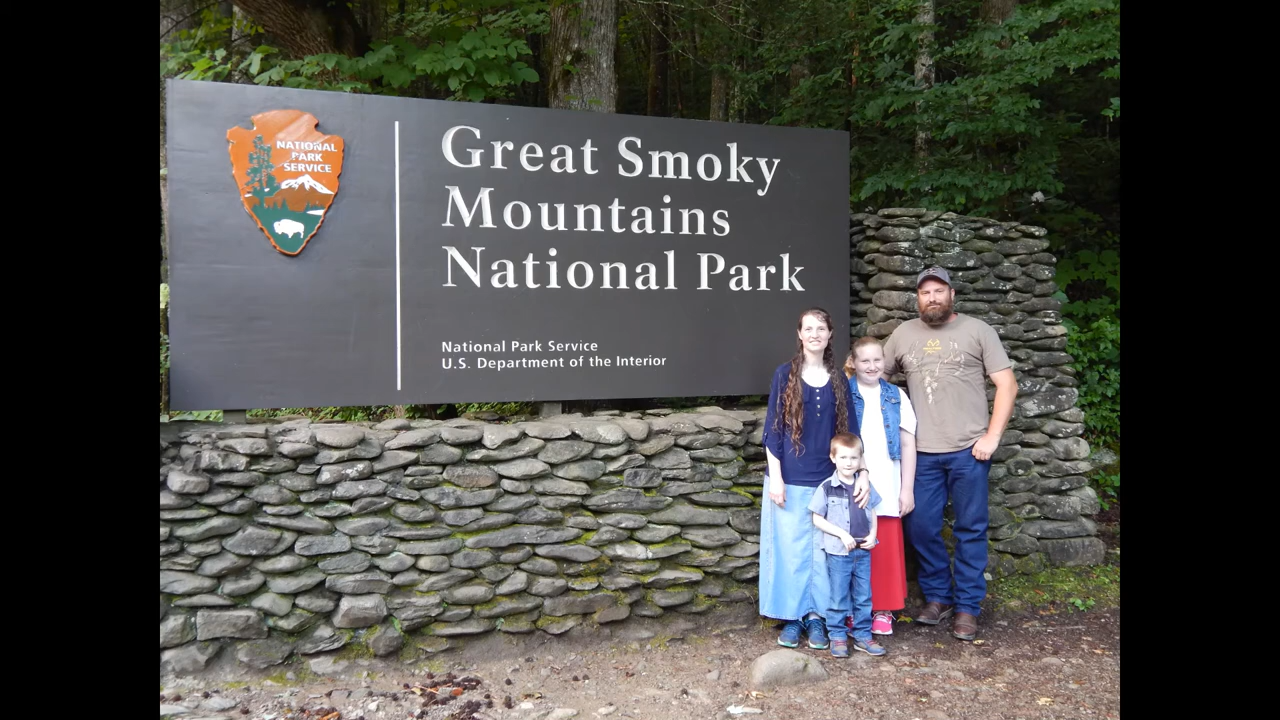 NATIONAL
PARK
SERVICE
Great Smoky
Mountains
National Park
National Park Service
U.S. Department of the Interior